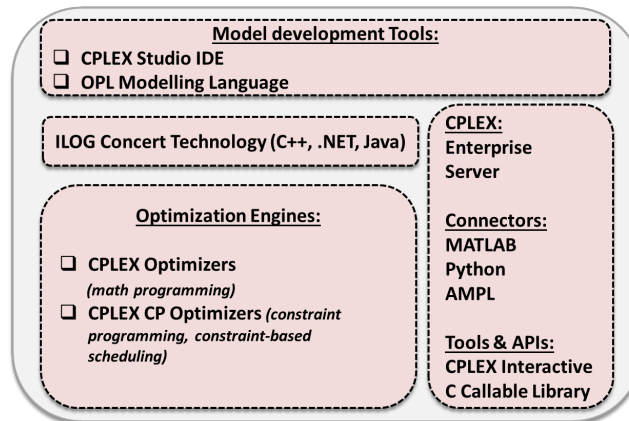 Model development Tools:
❑ CPLEX Studio IDE
❑ OPL Modelling Language
ILOG Concert Technology (C++, .NET, Java)
Optimization Engines:
❑ CPLEX Optimizers
(math programming)
❑ CPLEX CP Optimizers (constraint
programming, constraint-based
scheduling)
CPLEX:
Enterprise
Server
Connectors:
MATLAB
Python
AMPL
Tools & APIs:
CPLEX Interactive
C Callable Library